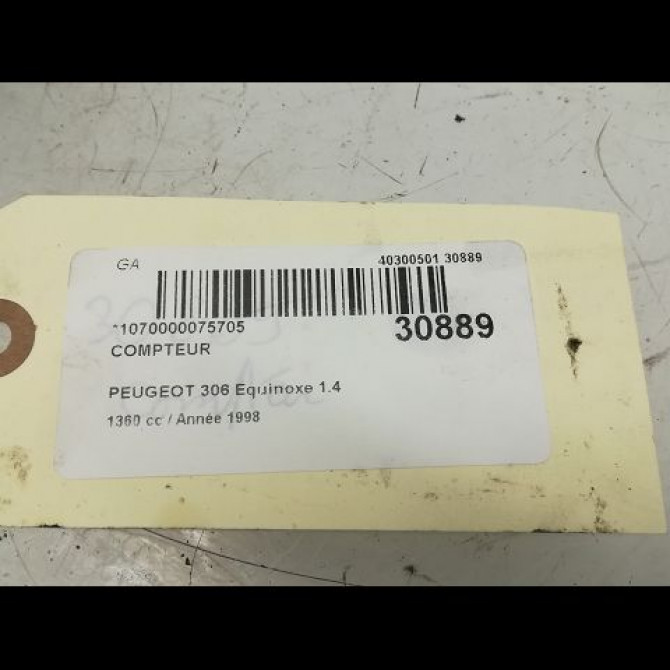 GA 40300501 30889
*1070000075705 30889
COMPTEUR
PEUGEOT 306 Equinoxe 1.4
1360 cc / Année 1998